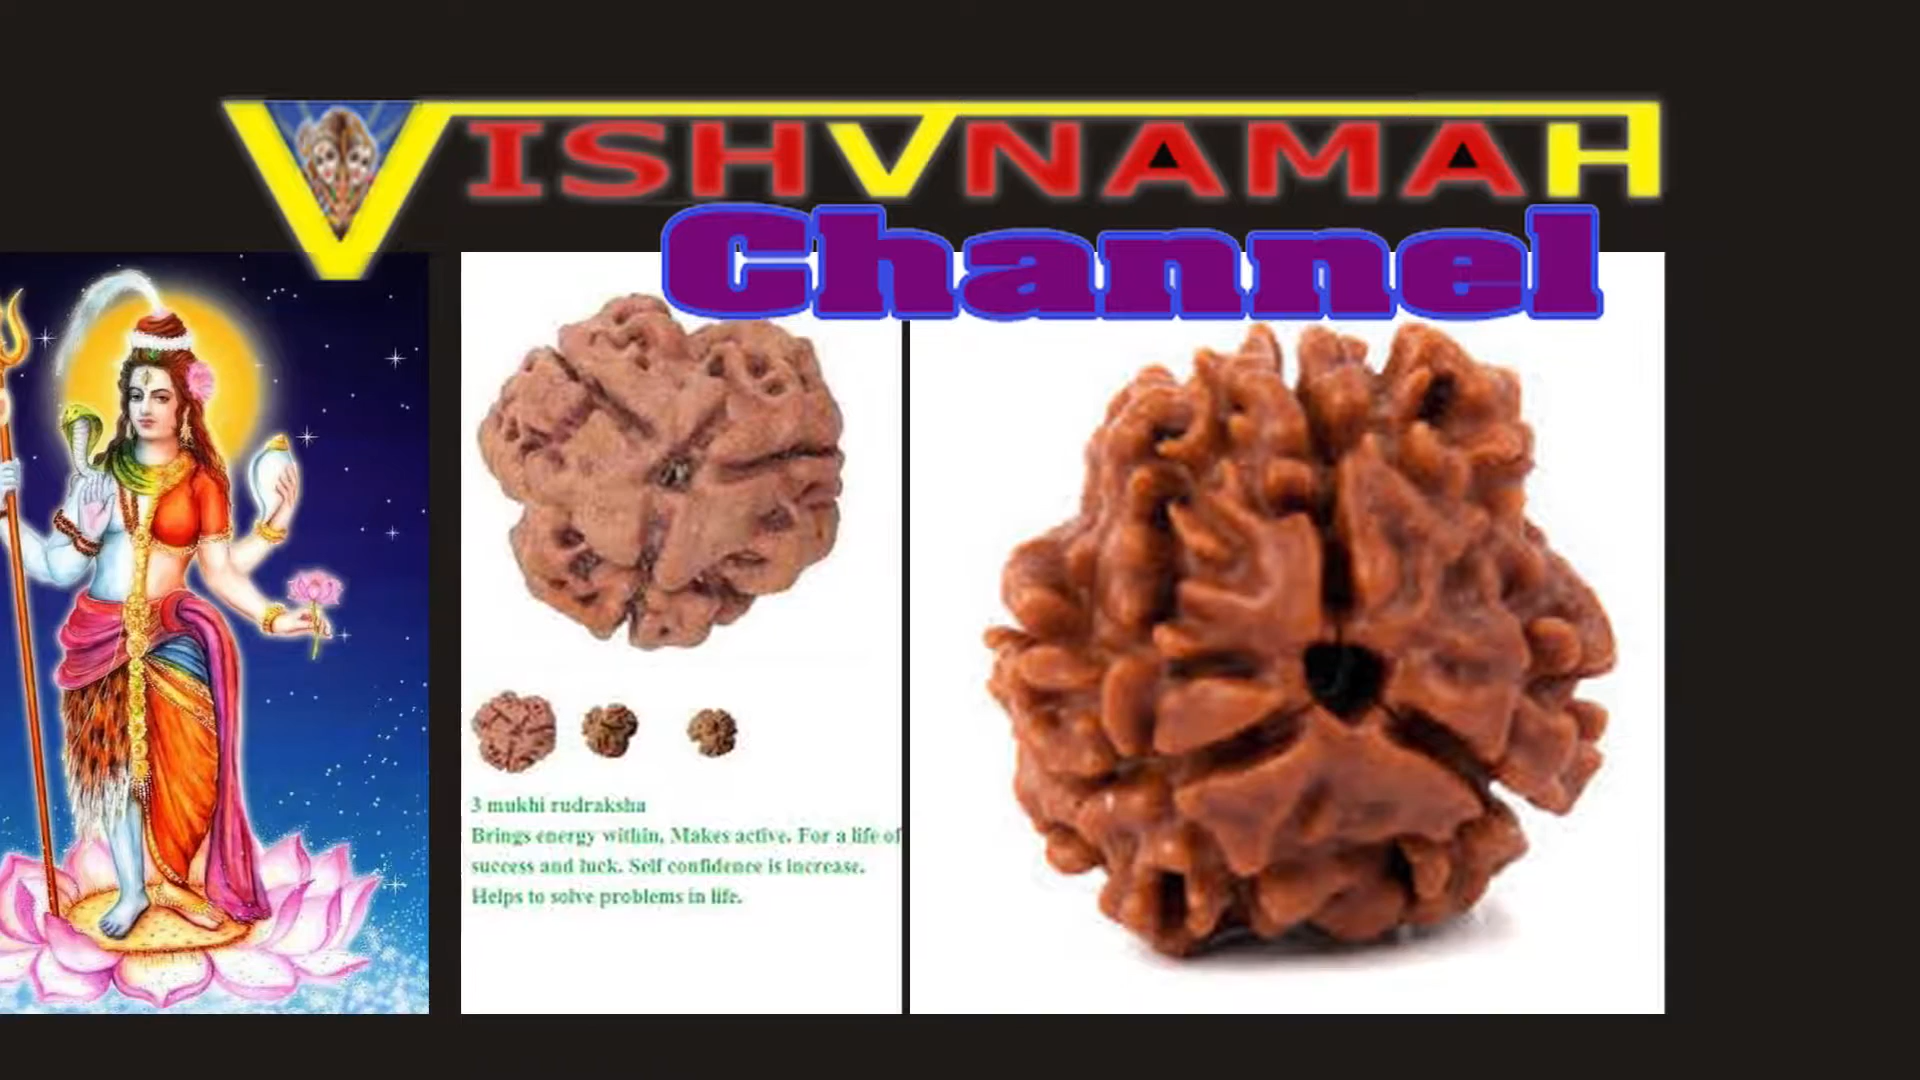 VISHVNAMAH
Channel
3 mukhi rudraksha
Brings energy within, Makes active. For a life of
success and luck. Self confidence is increase.
Helps to solve problems in life.